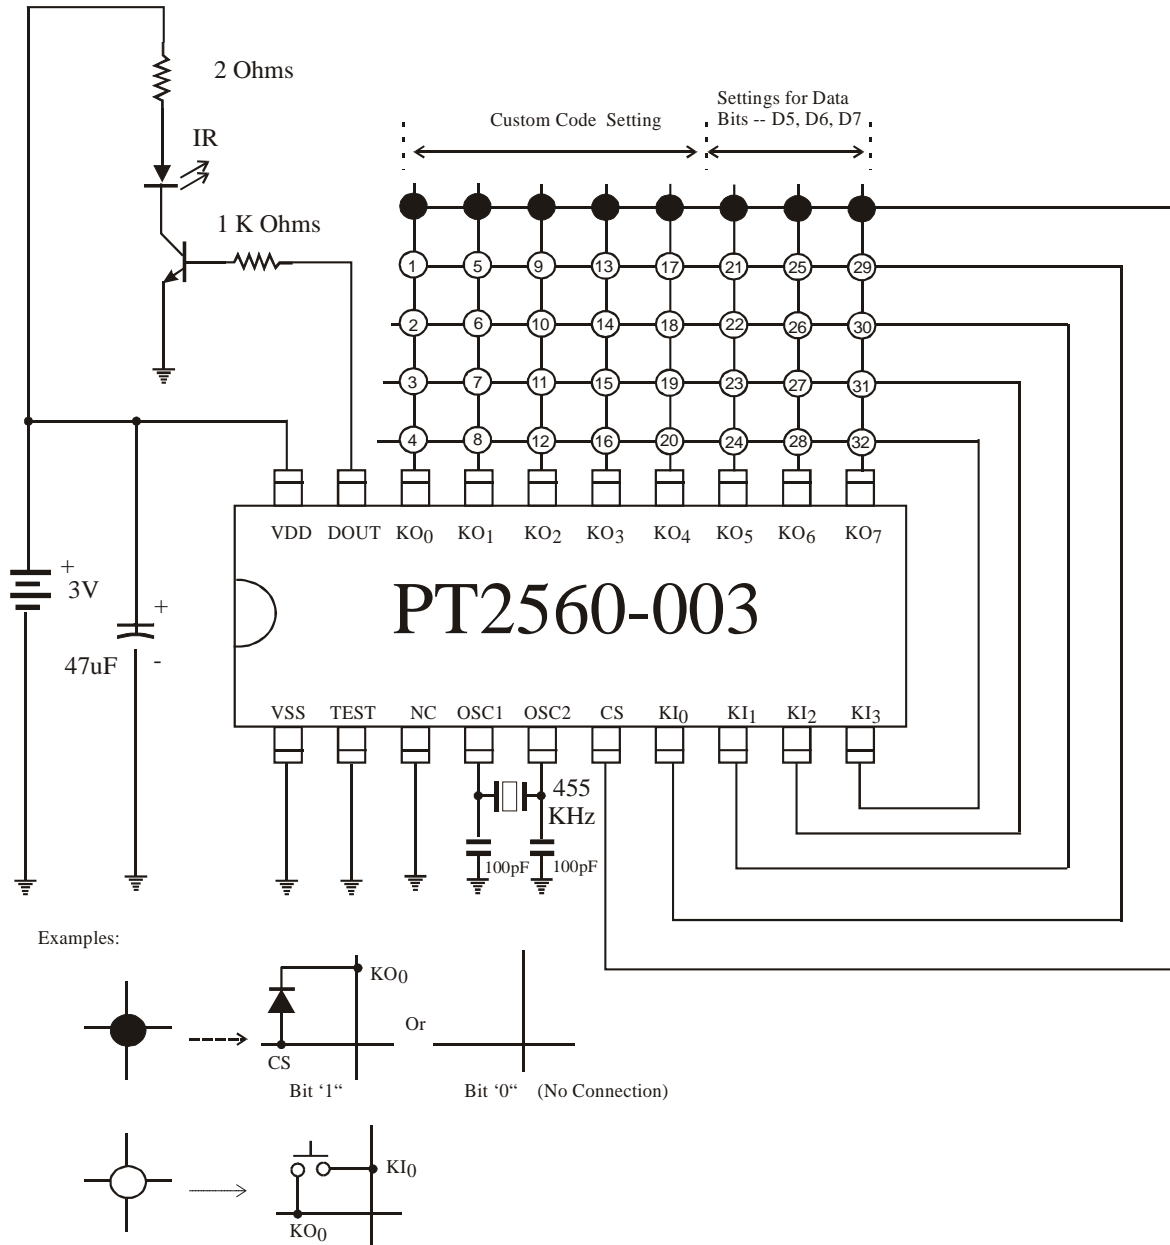 2 Ohms
IR
1 K Ohms
Custom Code Setting
Settings for Data
Bits -- D5, D6, D7
1 5 9 13 17 21 25 29
2 6 10 14 18 22 26 30
3 7 11 15 19 23 27 31
4 8 12 16 20 24 28 32
VDD DOUT KO0 KO1 KO2 KO3 KO4 KO5 KO6 KO7
PT2560-003
+
3V
+
47uF -
VSS TEST NC OSC1 OSC2 CS KI0 KI1 KI2 KI3
455
KHz
100pF 100pF
Examples:
KO0
Or
CS
Bit ‘1“ Bit ‘0“ (No Connection)
KI0
KO0